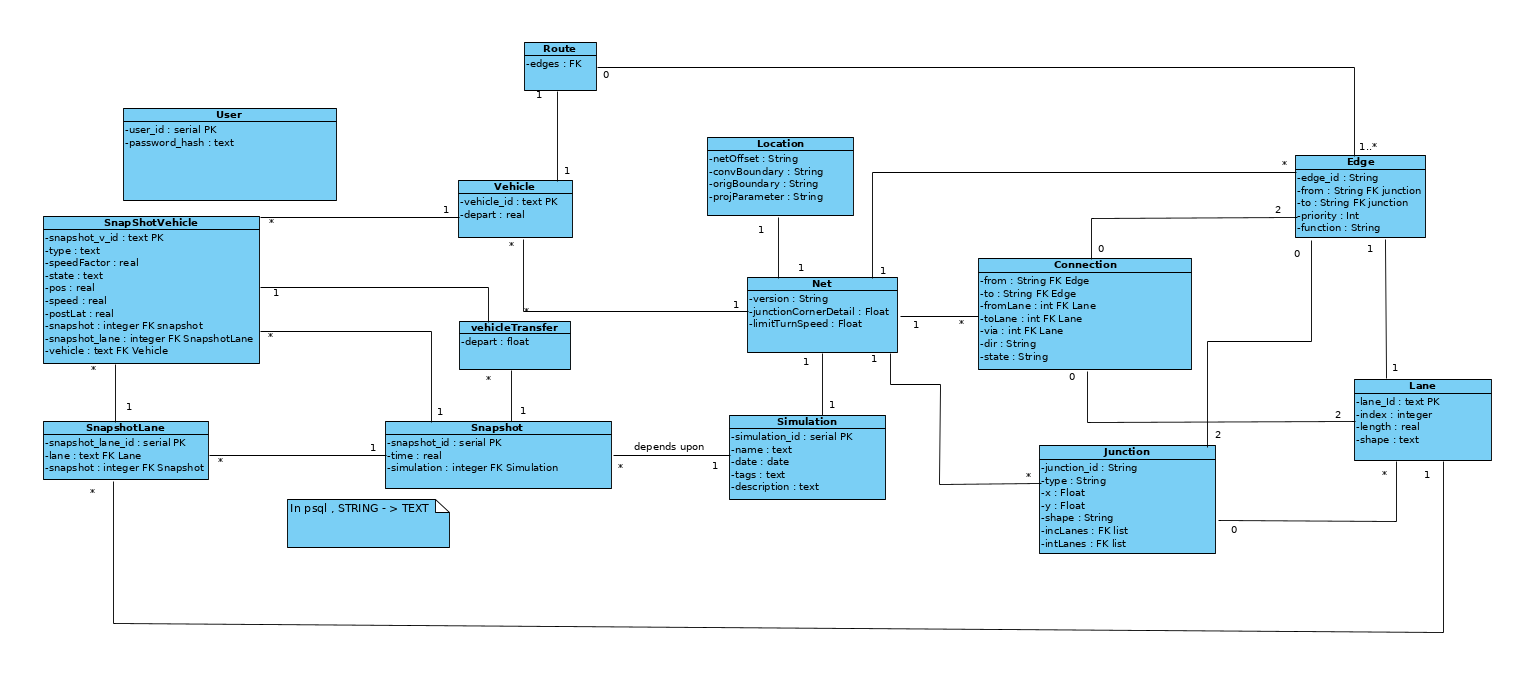 Route
-edges : FK
0
1
User
-user_id : serial PK
-password_hash : text
Location
-netOffset : String
-convBoundary : String
-origBoundary : String
-projParameter : String
1
1..*
*
Edge
-edge_id : String
-from : String FK junction
-to : String FK junction
-priority : Int
-function : String
1
Vehicle
-vehicle_id : text PK
-depart : real
1
*
*
SnapShotVehicle
-snapshot_v_id : text PK
-type : text
-speedFactor : real
-state : text
-pos : real
-speed : real
-postLat : real
-snapshot : integer FK snapshot
-snapshot_lane : integer FK SnapshotLane
-vehicle : text FK Vehicle
1
*
*
1
1
1
2
0
0
1
Connection
-from : String FK Edge
-to : String FK Edge
-fromLane : int FK Lane
-toLane : int FK Lane
-via : int FK Lane
-dir : String
-state : String
Net
-version : String
-junctionCornerDetail : Float
-limitTurnSpeed : Float
*
1
1
*
vehicleTransfer
-depart : float
*
1
1
1
0
1
Lane
-lane_Id : text PK
-index : integer
-length : real
-shape : text
1
1
1
1
2
2
SnapshotLane
-snapshot_lane_id : serial PK
-lane : text FK Lane
-snapshot : integer FK Snapshot
1
*
Snapshot
-snapshot_id : serial PK
-time : real
-simulation : integer FK Simulation
depends upon
*
1
Simulation
-simulation_id : serial PK
-name : text
-date : date
-tags : text
-description : text
*
Junction
-junction_id : String
-type : String
-x : Float
-y : Float
-shape : String
-incLanes : FK list
-intLanes : FK list
*
1
*
0
In psql , STRING - > TEXT